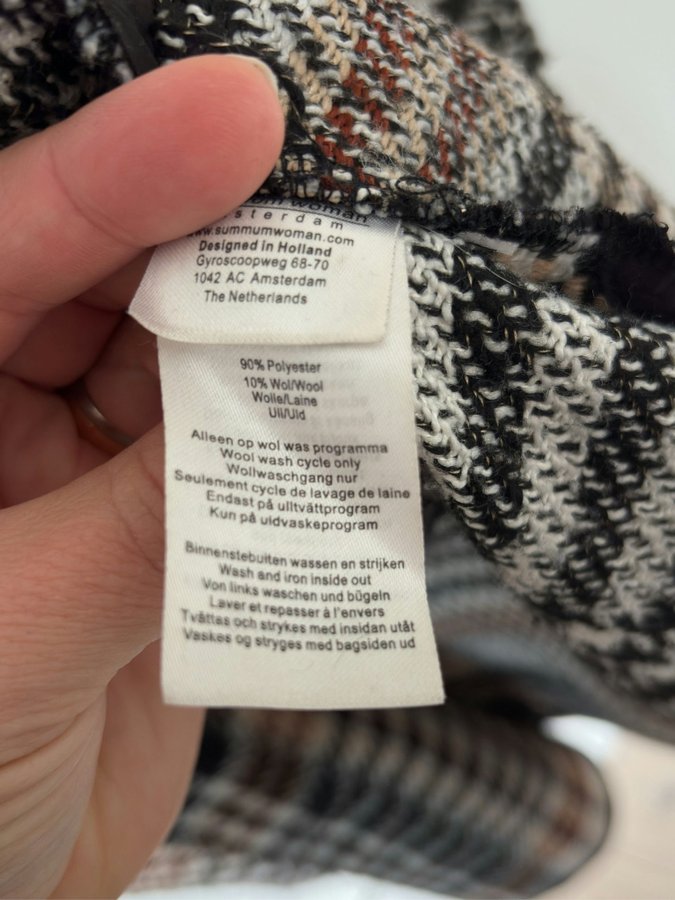 woman
www.summumwoman.com
Designed in Holland
Gyroscoopweg 68-70
1042 AC Amsterdam
The Netherlands
90% Polyester
10% Wol/Wool
Wolle/Laine
Ull/Uld
Alleen op wol was programma
Wool wash cycle only
Wollwaschgang nur
Seulement cycle de lavage de laine
Endast på ulltvättprogram
Kun på uldvaskeprogram
Binnenstebuiten wassen en strijken
Wash and iron inside out
Von links waschen und bügeln
Laver et repasser à l'envers
Tvättas och strykes med insidan utåt
Vaskes og stryges med bagsiden ud